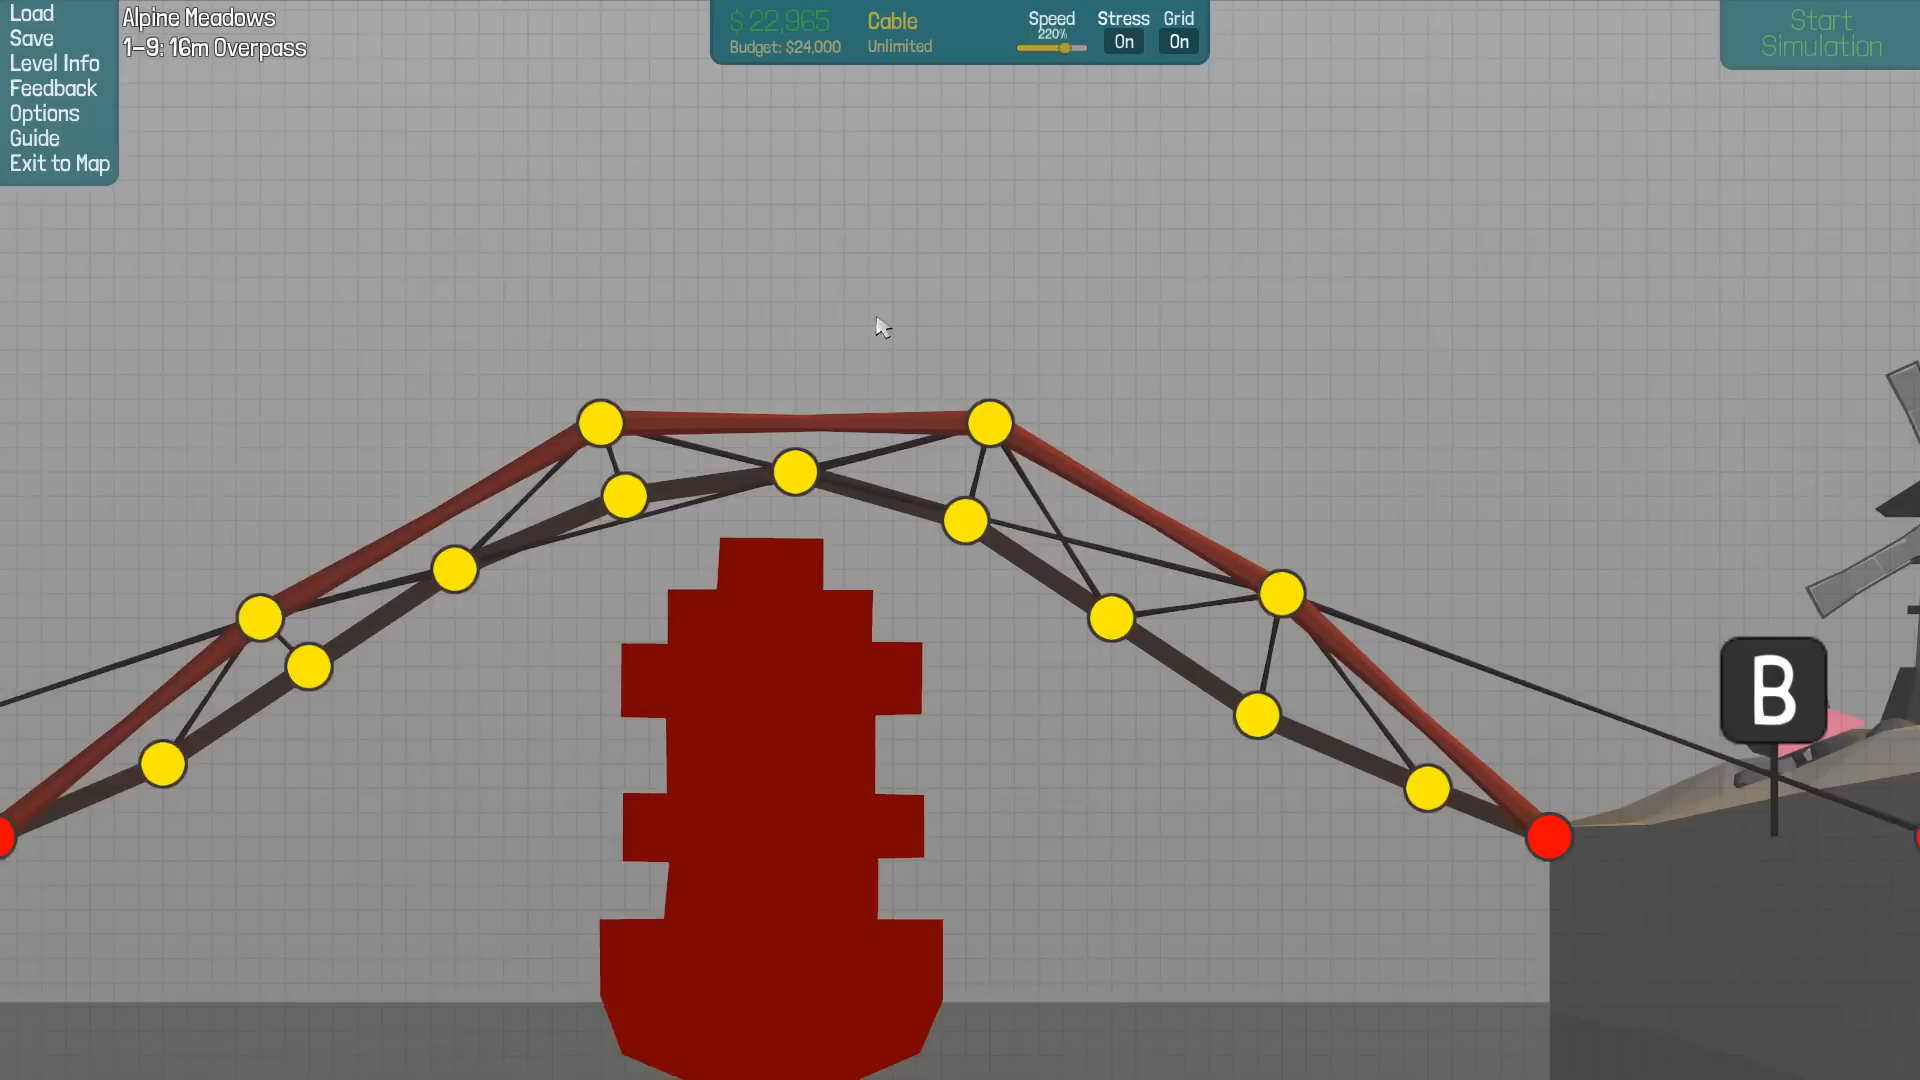 Load
Save
Level Info
Feedback
Options
Guide
Exit to Map
Alpine Meadows
1-9: 16m Overpass
$ 22,965
Budget: $24,000
Cable
Unlimited
Speed
220%
Stress
On
Grid
On
Start
Simulation
B